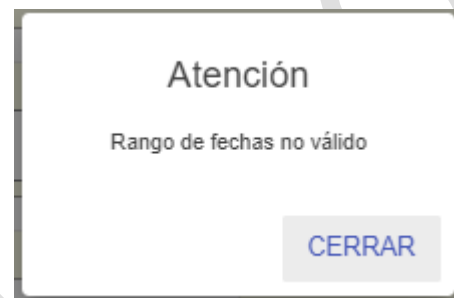 Atención
Rango de fechas no válido
CERRAR